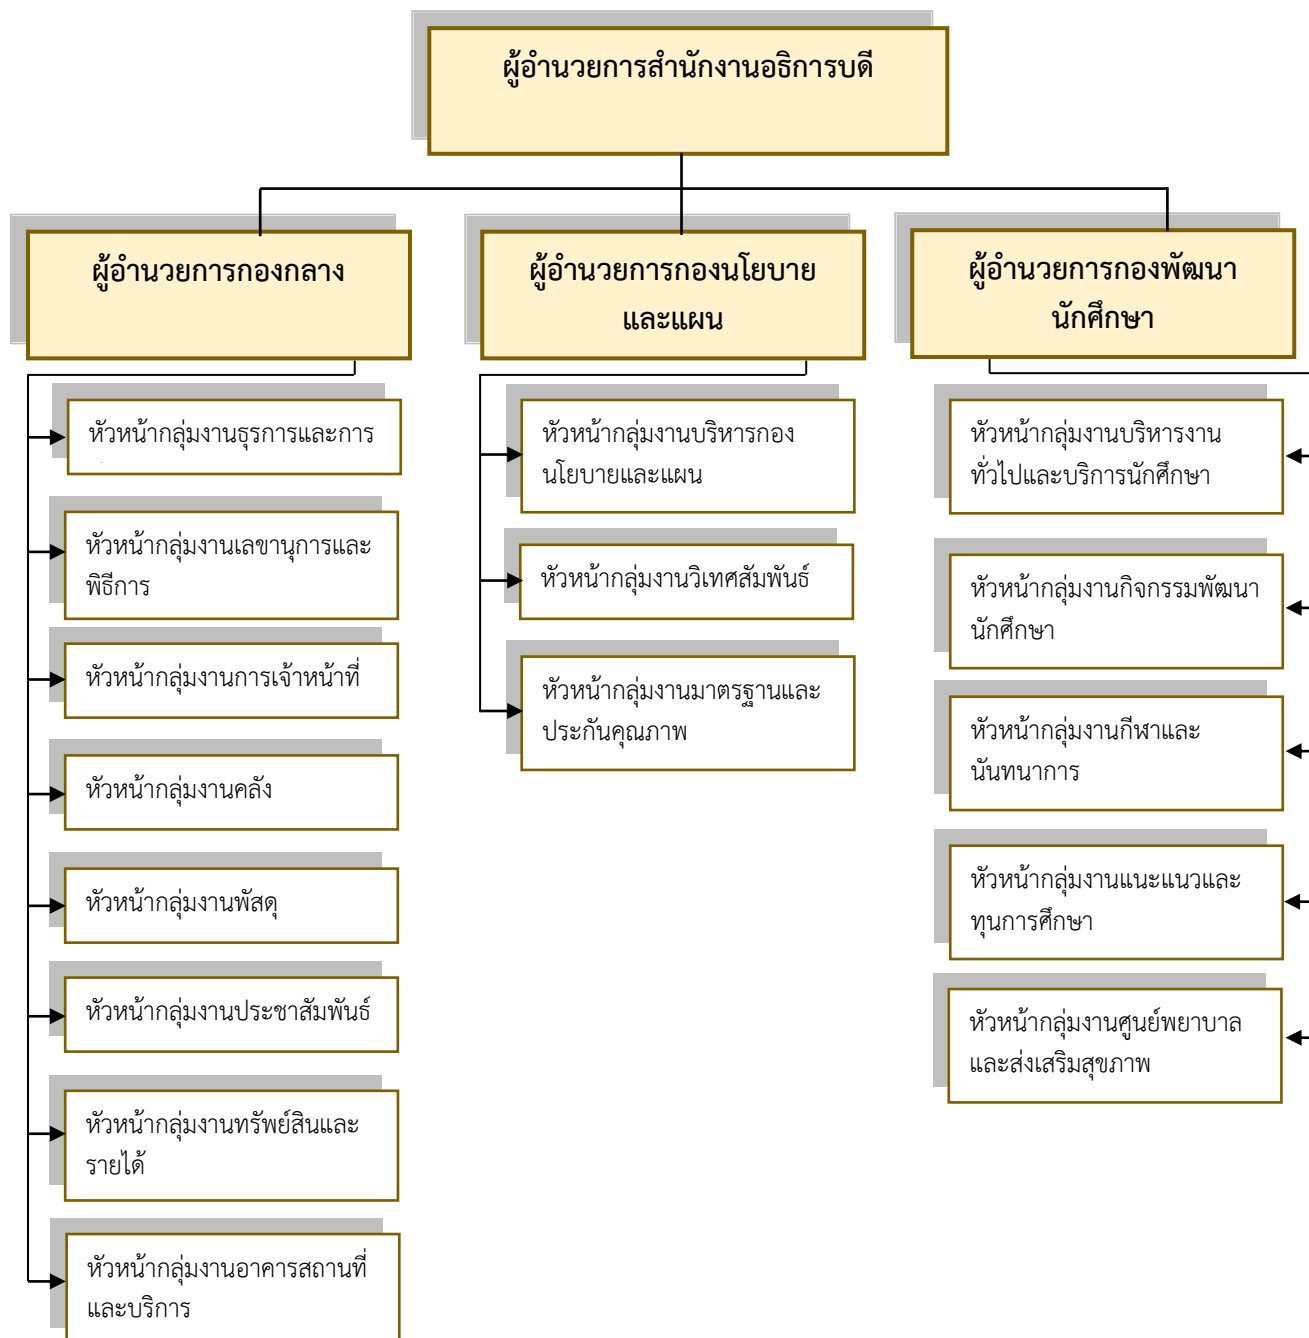 ผู้อำนวยการสำนักงานอธิการบดี
ผู้อำนวยการกองกลาง
หัวหน้ากลุ่มงานธุรการและการ
หัวหน้ากลุ่มงานเลขานุการและ
พิธีการ
หัวหน้ากลุ่มงานการเจ้าหน้าที่
หัวหน้ากลุ่มงานคลัง
หัวหน้ากลุ่มงานพัสดุ
หัวหน้ากลุ่มงานประชาสัมพันธ์
หัวหน้ากลุ่มงานทรัพย์สินและ
รายได้
หัวหน้ากลุ่มงานอาคารสถานที่
และบริการ
ผู้อำนวยการกองนโยบาย
และแผน
หัวหน้ากลุ่มงานบริหารกอง
นโยบายและแผน
หัวหน้ากลุ่มงานวิเทศสัมพันธ์
หัวหน้ากลุ่มงานมาตรฐานและ
ประกันคุณภาพ
ผู้อำนวยการกองพัฒนา
นักศึกษา
หัวหน้ากลุ่มงานบริหารงาน
ทั่วไปและบริการนักศึกษา
หัวหน้ากลุ่มงานกิจกรรมพัฒนา
นักศึกษา
หัวหน้ากลุ่มงานกีฬาและ
นันทนาการ
หัวหน้ากลุ่มงานแนะแนวและ
ทุนการศึกษา
หัวหน้ากลุ่มงานศูนย์พยาบาล
และส่งเสริมสุขภาพ